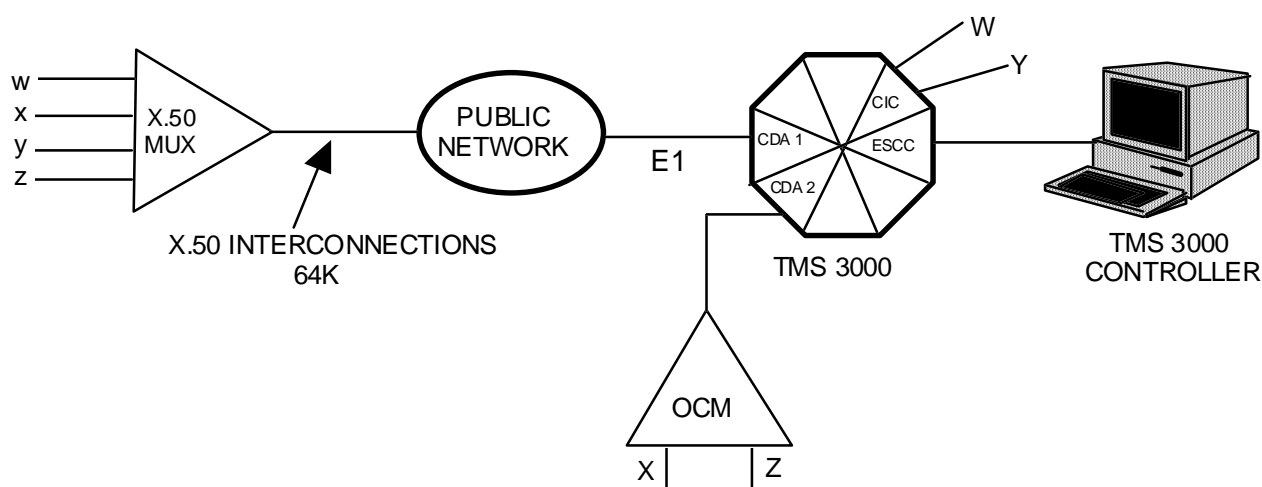 w
x
y
z
X.50
MUX
X.50 INTERCONNECTIONS
64K
PUBLIC
NETWORK
E1
CDA 1
CDA 2
CIC
ESCC
W
Y
TMS 3000
TMS 3000
CONTROLLER
OCM
X
Z